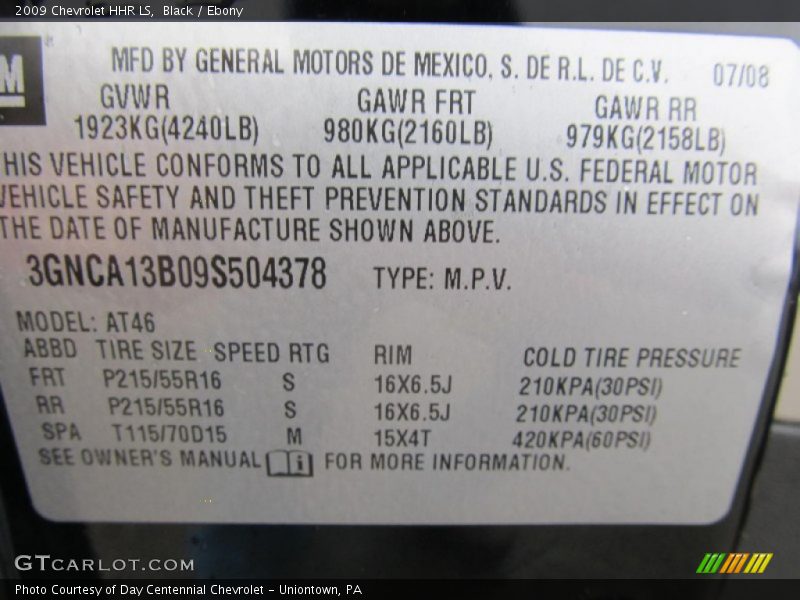 2009 Chevrolet HHR LS, Black / Ebony
MFD BY GENERAL MOTORS DE MEXICO, S. DE R.L. DE C.V. 07/08
M
GVWR GAWR FRT GAWR RR
1923KG(4240LB) 980KG(2160LB) 979KG(2158LB)
HIS VEHICLE CONFORMS TO ALL APPLICABLE U.S. FEDERAL MOTOR
VEHICLE SAFETY AND THEFT PREVENTION STANDARDS IN EFFECT ON
THE DATE OF MANUFACTURE SHOWN ABOVE.
3GNCA13B09S504378 TYPE: M.P.V.
MODEL: AT46
ABBD TIRE SIZE SPEED RTG RIM COLD TIRE PRESSURE
FRT P215/55R16 S 16X6.5J 210KPA(30PSI)
RR P215/55R16 S 16X6.5J 210KPA(30PSI)
SPA T115/70D15 M 15X4T 420KPA(60PSI)
SEE OWNER'S MANUAL i FOR MORE INFORMATION.
GTCARLOT.COM
Photo Courtesy of Day Centennial Chevrolet - Uniontown, PA